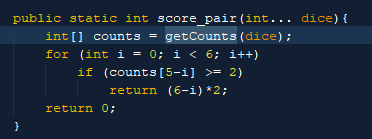 public static int score_pair(int... dice){
    int[] counts = getCounts(dice);
    for (int i = 0; i < 6; i++)
        if (counts[5-i] >= 2)
            return (6-i)*2;
    return 0;
}